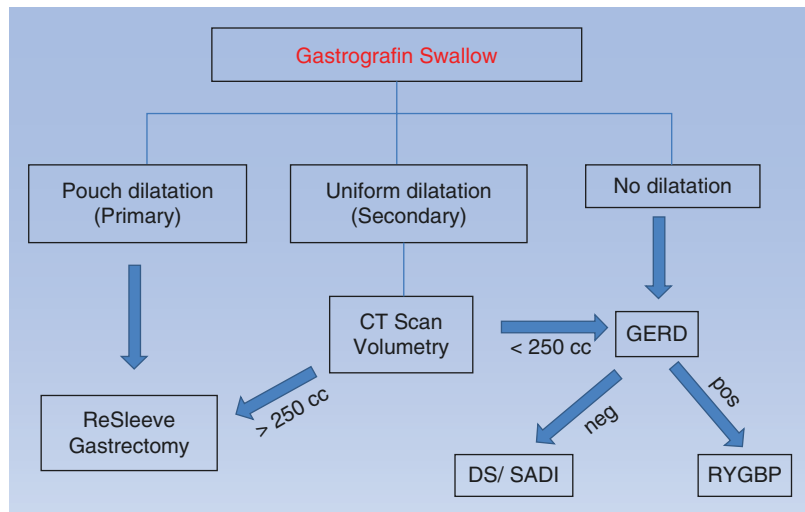 Gastrografin Swallow
Pouch dilatation
(Primary)
Uniform dilatation
(Secondary)
No dilatation
CT Scan
Volumetry
< 250 cc
GERD
> 250 cc
ReSleeve
Gastrectomy
neg
pos
DS/ SADI
RYGBP